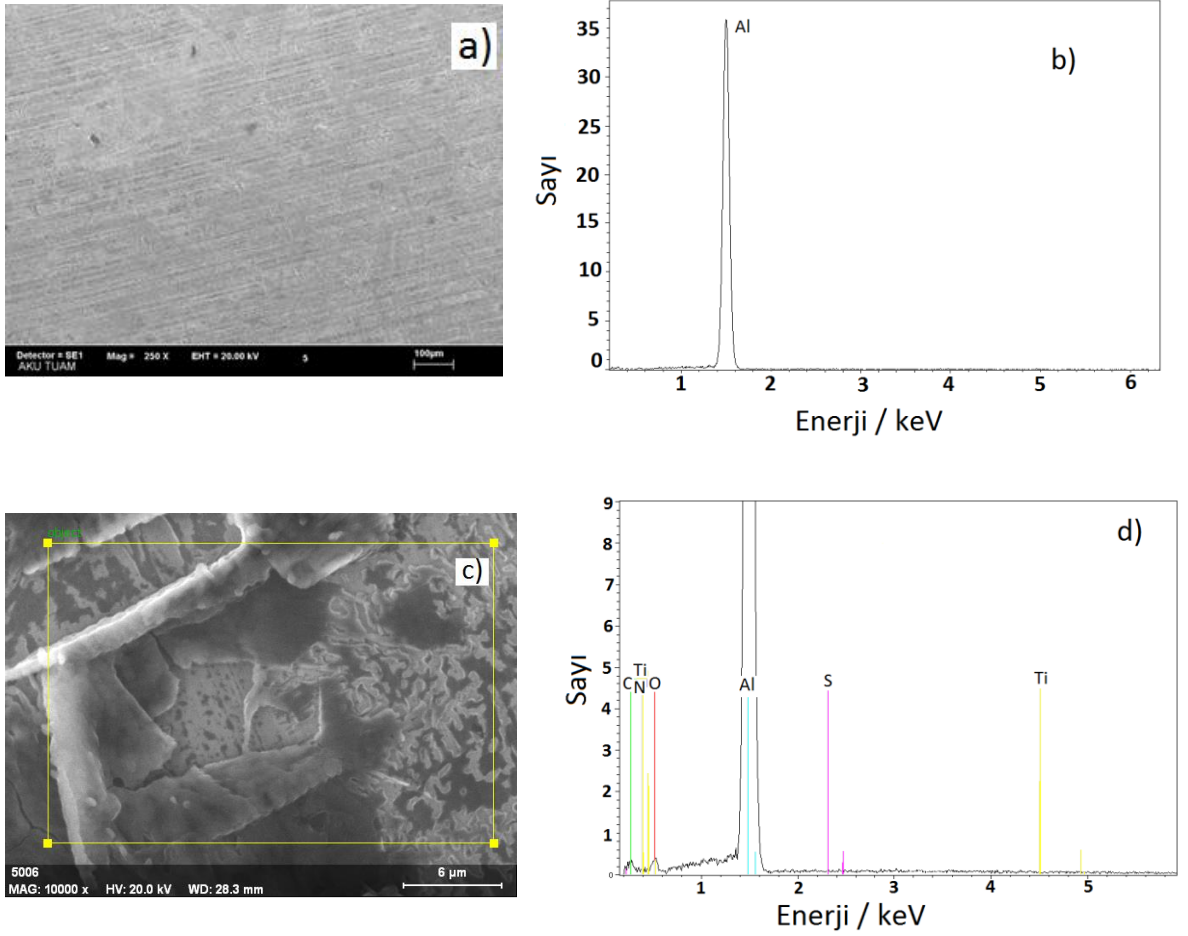 a)
Detector = SE1 Mag = 250 X EHT = 20.00 kV 5 100µm
AKU TUAM
b)
Al
Sayı
35
30
25
20
15
10
5
0
1 2 3 4 5 6
Enerji / keV
object
c)
5006
MAG: 10000 x HV: 20.0 kV WD: 28.3 mm 6 µm
d)
Sayı
9
8
7
6
5
4
3
2
1
0
Ti
C N O Al S Ti
1 2 3 4 5
Enerji / keV